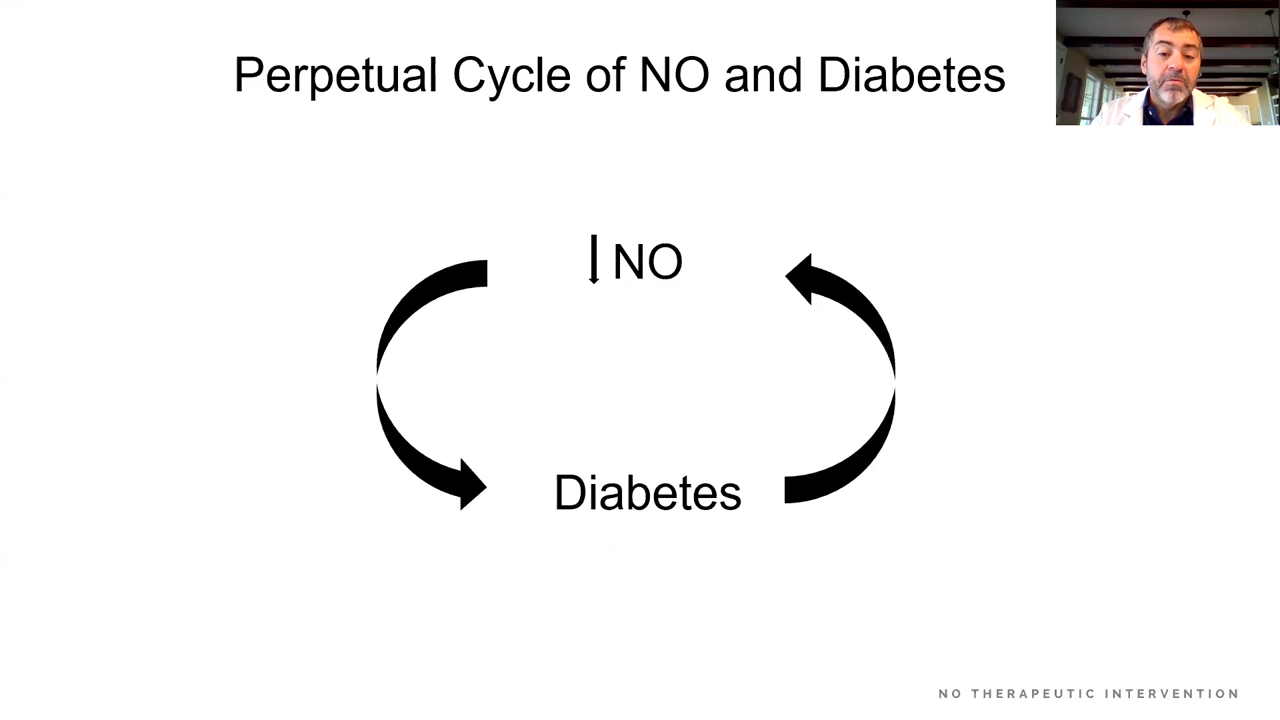 Perpetual Cycle of NO and Diabetes
NO
Diabetes
NO THERAPEUTIC INTERVENTION